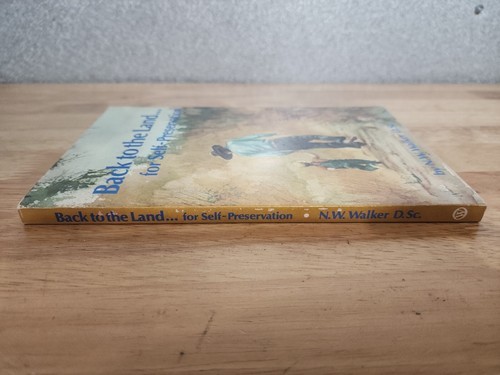 Back to the Land...
for Self-Preservation
Back to the Land... for Self-Preservation • N.W. Walker D.Sc.